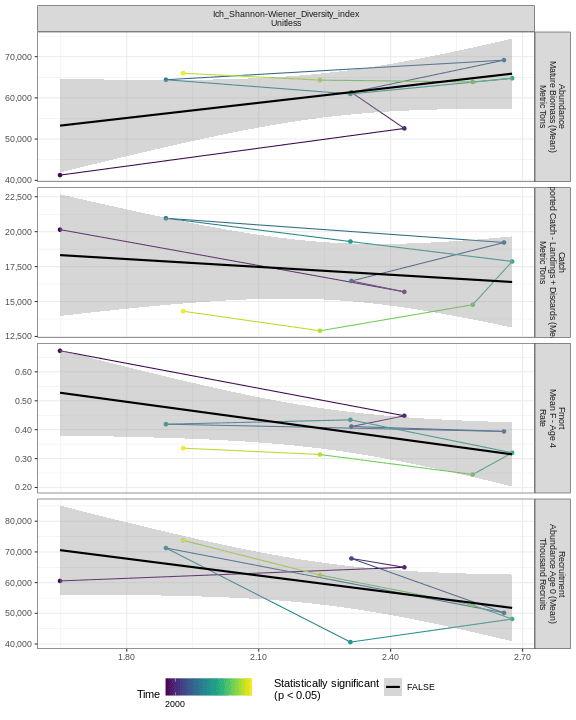 Ich_Shannon-Wiener_Diversity_index
Unitless
70,000
60,000
50,000
40,000
Abundance
Mature Biomass (Mean)
Metric Tons
22,500
20,000
17,500
15,000
12,500
Catch
Catch - Landings + Discards
Metric Tons
0.60
0.50
0.40
0.30
0.20
Fmort
Mean F - Age 4
Rate
80,000
70,000
60,000
50,000
40,000
Recruitment
Abundance Age 0 (Mean)
Thousand Recruits
1.80 2.10 2.40 2.70
Time
2000
Statistically significant
(p < 0.05)
FALSE